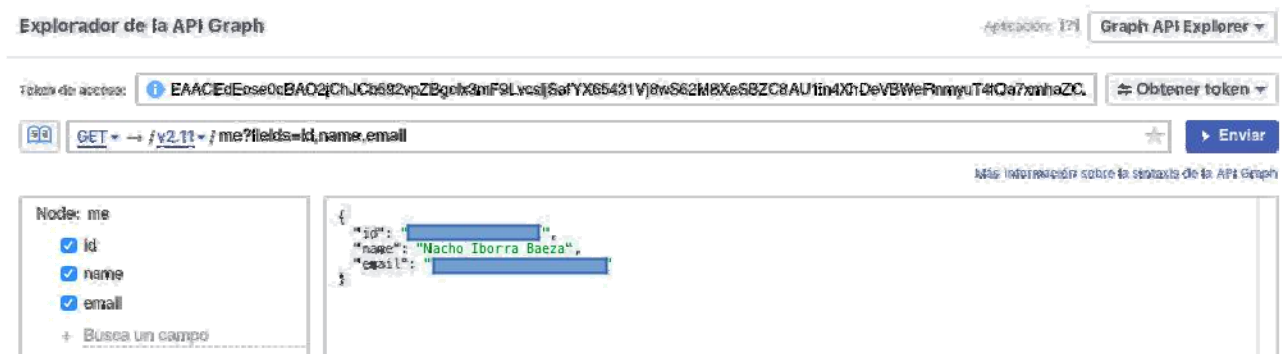 Explorador de la API Graph
Aplicación: [?] Graph API Explorer
Token de acceso: Obtener token
GET → / v2.11 / me?fields=id,name,email Enviar
Más información sobre la sintaxis de la API Graph
Node: me
id
name
email
+ Busca un campo
{
"id": "",
"name": "Nacho Iborra Baeza",
"email": "
}